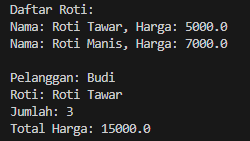 Daftar Roti:
Nama: Roti Tawar, Harga: 5000.0
Nama: Roti Manis, Harga: 7000.0
Pelanggan: Budi
Roti: Roti Tawar
Jumlah: 3
Total Harga: 15000.0